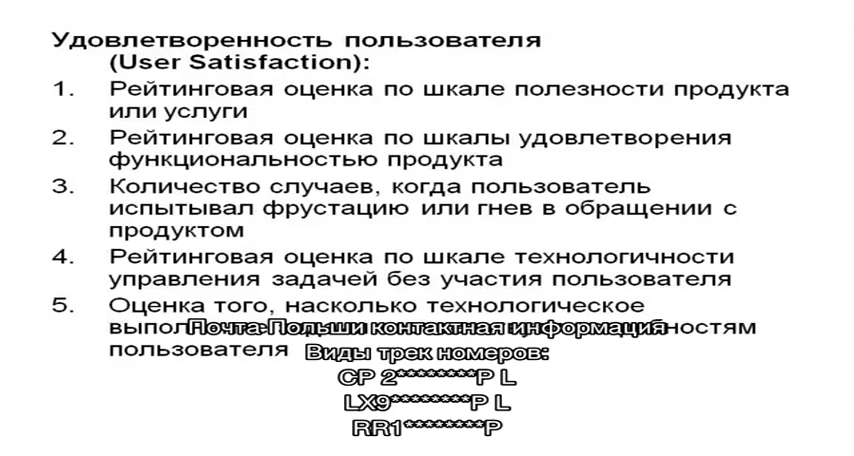 Удовлетворенность пользователя
(User Satisfaction):
1. Рейтинговая оценка по шкале полезности продукта
или услуги
2. Рейтинговая оценка по шкалы удовлетворения
функциональностью продукта
3. Количество случаев, когда пользователь
испытывал фрустацию или гнев в обращении с
продуктом
4. Рейтинговая оценка по шкале технологичности
управления задачей без участия пользователя
5. Оценка того, насколько технологическое
пользователя
Почта Польши контактная информация
Виды трек номеров:
CP 2********P L
LX9********P L
RR1********P